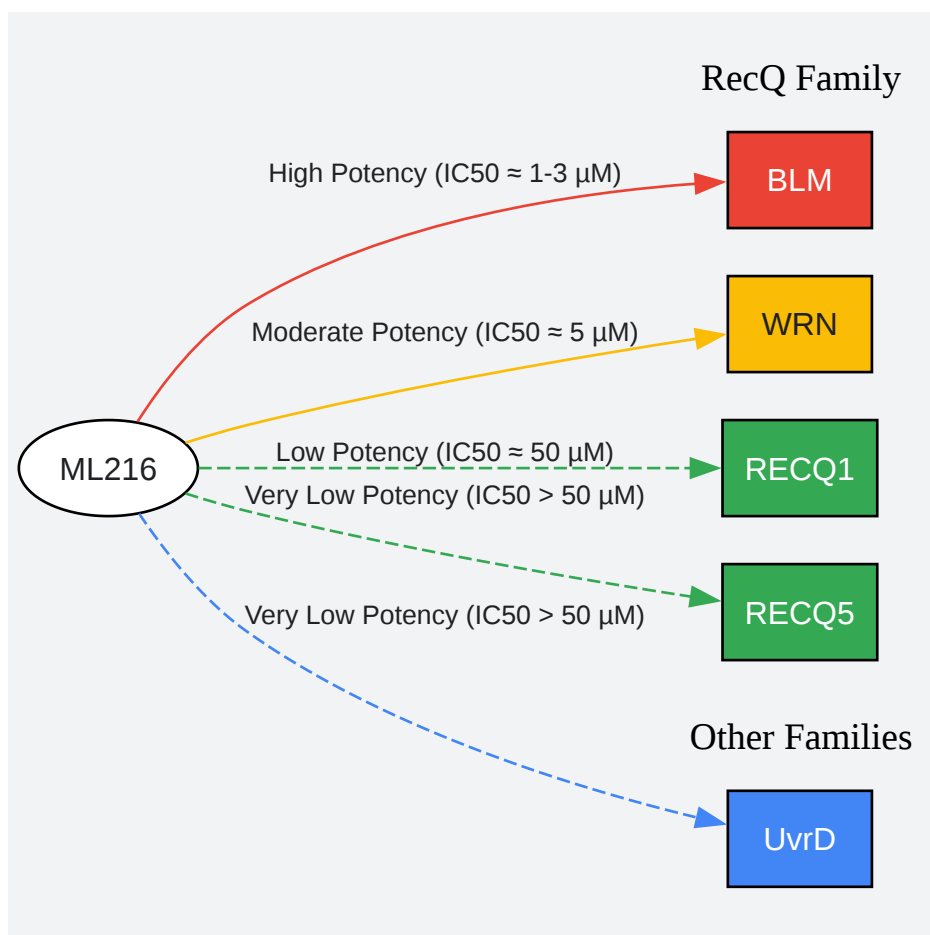 RecQ Family
High Potency (IC50 ≈ 1-3 µM)
BLM
Moderate Potency (IC50 ≈ 5 µM)
WRN
Low Potency (IC50 ≈ 50 µM)
ML216
RECQ1
Very Low Potency (IC50 > 50 µM)
RECQ5
Very Low Potency (IC50 > 50 µM)
Other Families
UvrD